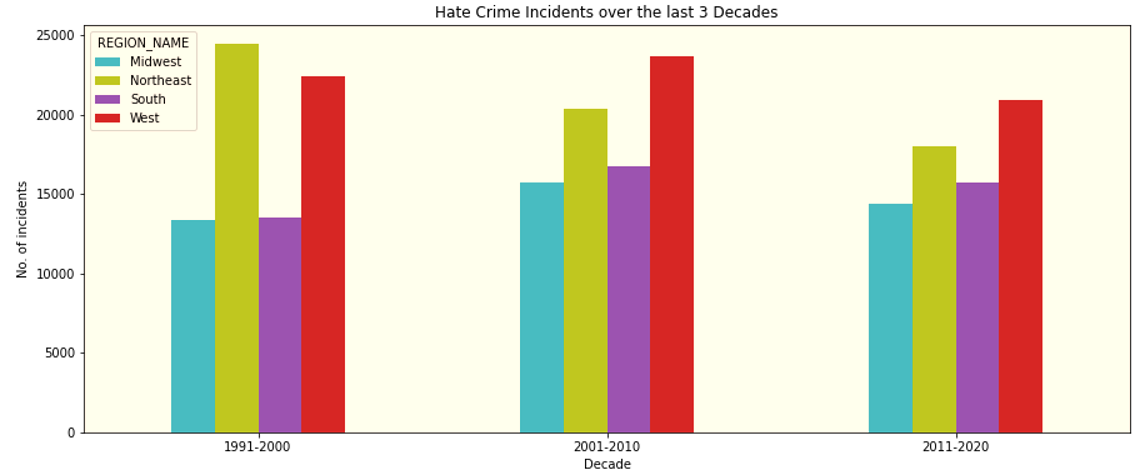 Hate Crime Incidents over the last 3 Decades
25000
20000
15000
10000
5000
0
No. of incidents
REGION_NAME
Midwest
Northeast
South
West
1991-2000
2001-2010
2011-2020
Decade